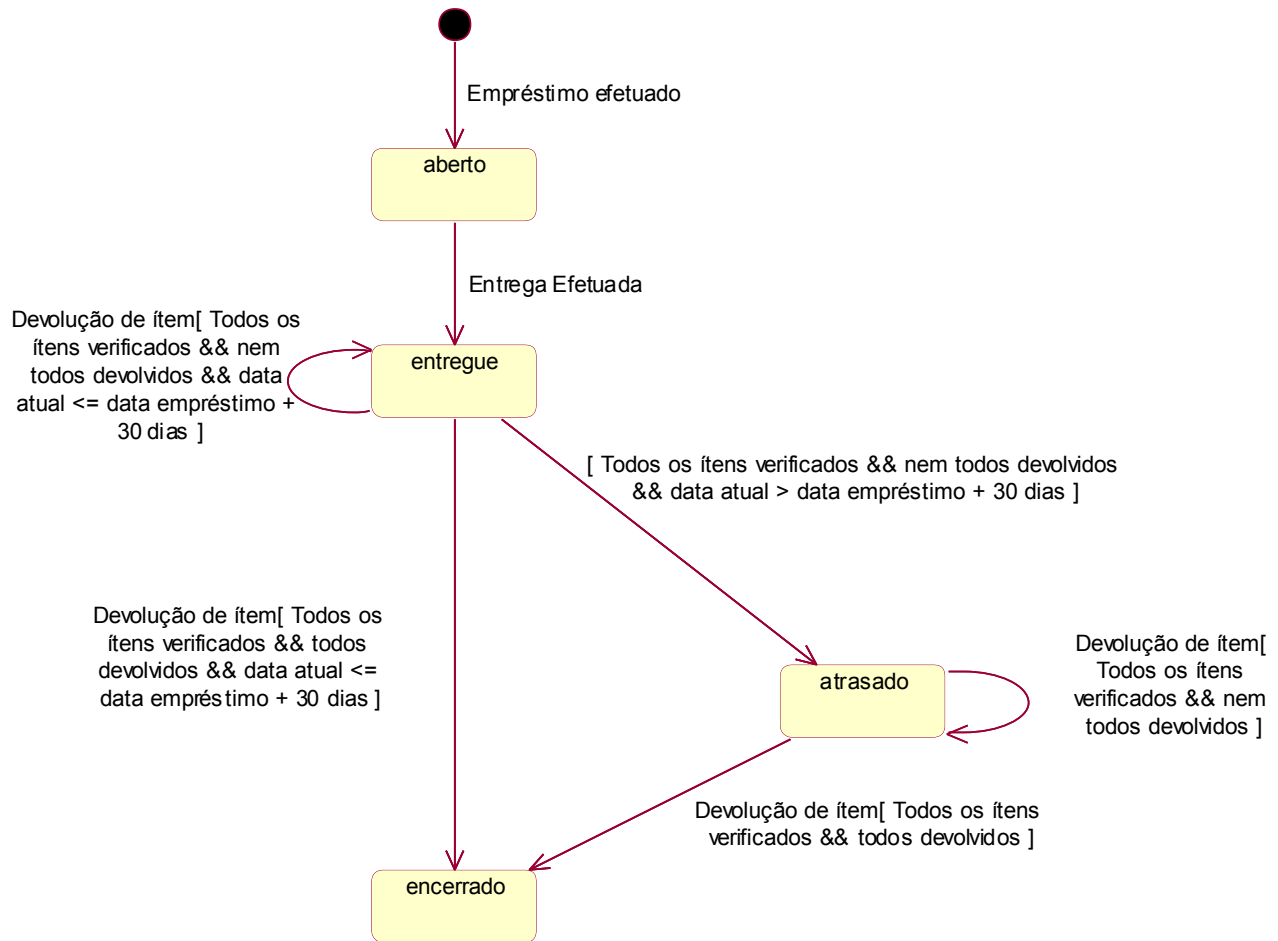 Empréstimo efetuado
aberto
Entrega Efetuada
Devolução de ítem[ Todos os
ítens verificados && nem
todos devolvidos && data
atual <= data empréstimo +
30 dias ]
entregue
[ Todos os ítens verificados && nem todos devolvidos
&& data atual > data empréstimo + 30 dias ]
Devolução de ítem[ Todos os
ítens verificados && todos
devolvidos && data atual <=
data empréstimo + 30 dias ]
atrasado
Devolução de ítem[
Todos os ítens
verificados && nem
todos devolvidos ]
Devolução de ítem[ Todos os ítens
verificados && todos devolvidos ]
encerrado